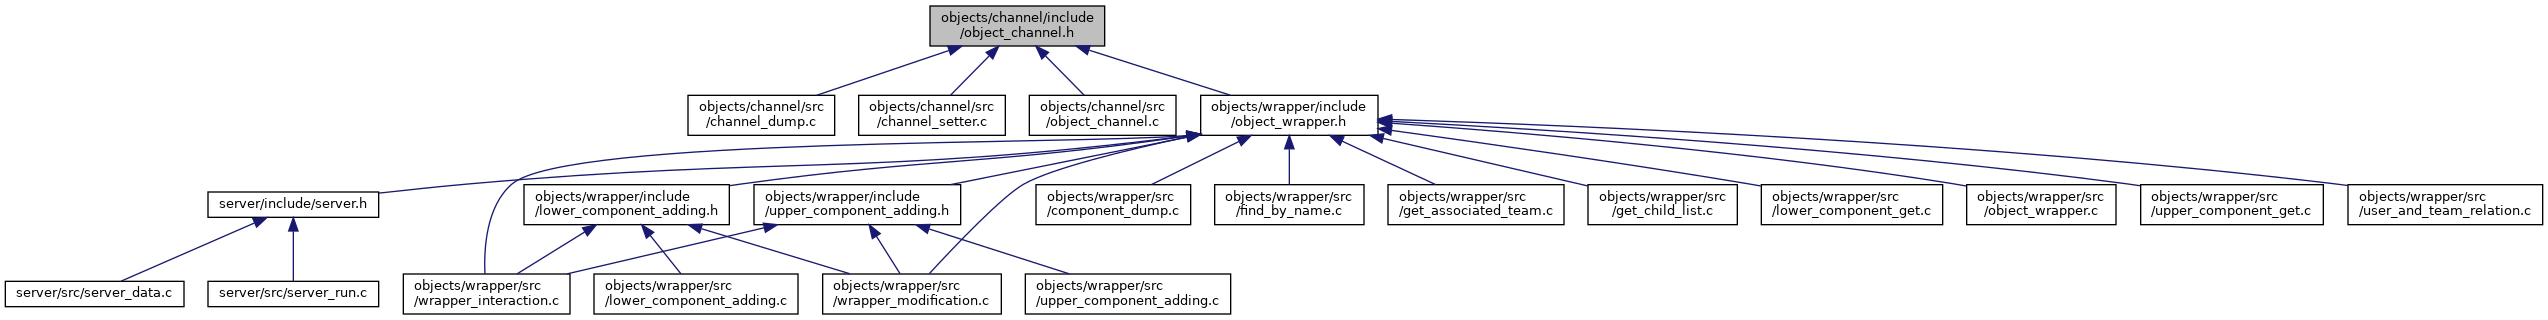 objects/channel/include
/object_channel.h
objects/channel/src
/channel_dump.c
objects/channel/src
/channel_setter.c
objects/channel/src
/object_channel.c
objects/wrapper/include
/object_wrapper.h
server/include/server.h
objects/wrapper/include
/lower_component_adding.h
objects/wrapper/include
/upper_component_adding.h
objects/wrapper/src
/component_dump.c
objects/wrapper/src
/find_by_name.c
objects/wrapper/src
/get_associated_team.c
objects/wrapper/src
/get_child_list.c
objects/wrapper/src
/lower_component_get.c
objects/wrapper/src
/object_wrapper.c
objects/wrapper/src
/upper_component_get.c
objects/wrapper/src
/user_and_team_relation.c
server/src/server_data.c
server/src/server_run.c
objects/wrapper/src
/wrapper_interaction.c
objects/wrapper/src
/lower_component_adding.c
objects/wrapper/src
/wrapper_modification.c
objects/wrapper/src
/upper_component_adding.c